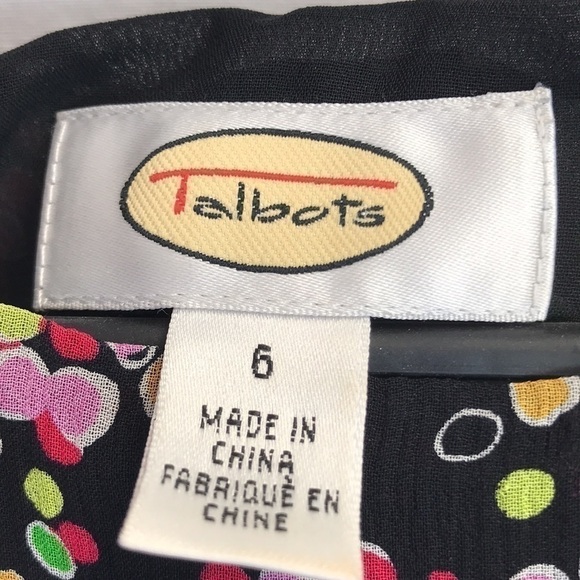 Talbots
6
MADE IN
CHINA
FABRIQUÉ EN
CHINE